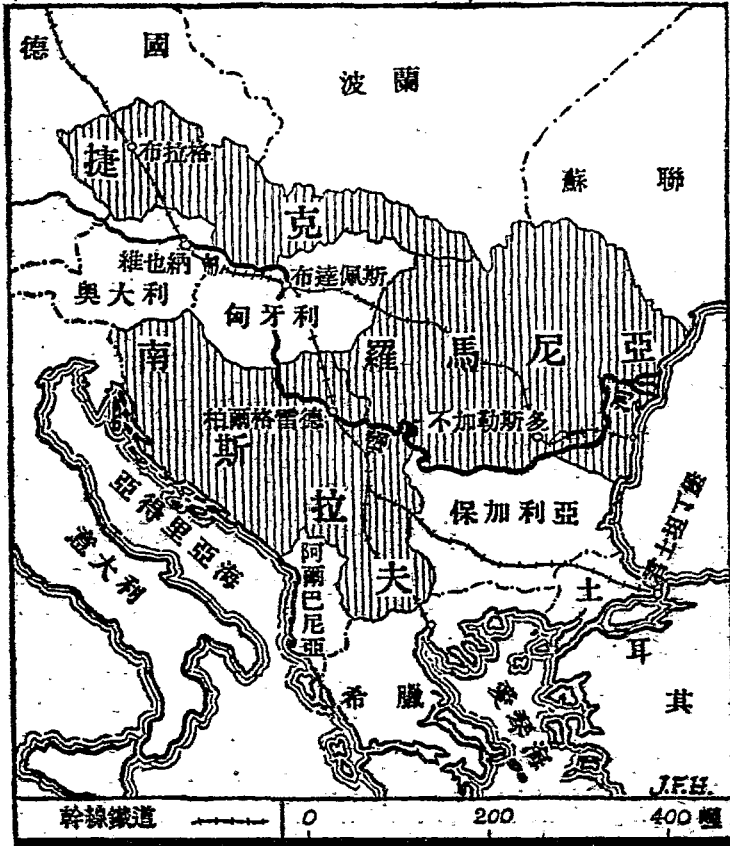 德國
波蘭
蘇聯
捷克
布拉格
維也納
布達佩斯
奧大利
匈牙利
南斯拉夫
羅馬尼亞
柏爾格雷德
不加勒斯多
河
保加利亞
亞得里亞海
意大利
阿爾巴尼亞
土耳其
希臘
愛琴海
J.F.H.
幹線鐵道
0 200 400 哩